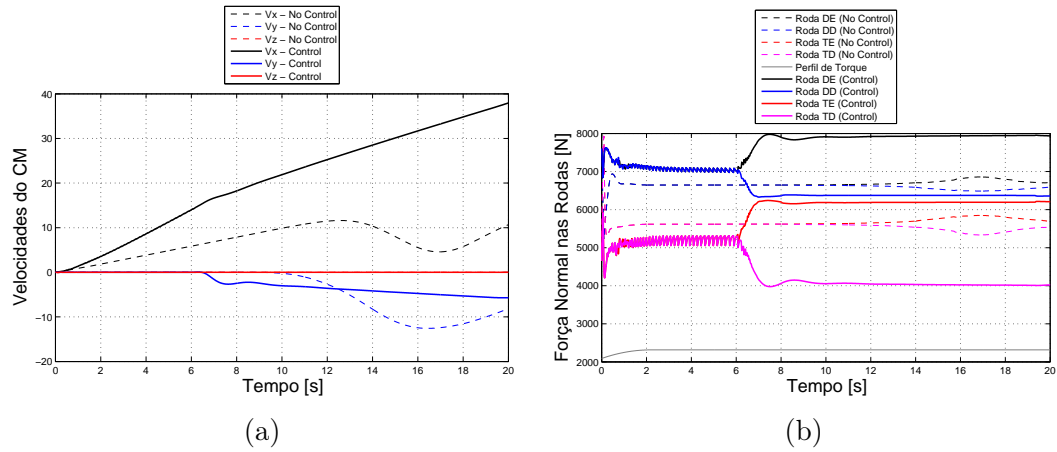 Vx − No Control
Vy − No Control
Vz − No Control
Vx − Control
Vy − Control
Vz − Control
40
30
20
10
0
−10
−20
0 2 4 6 8 10 12 14 16 18 20
Velocidades do CM
Tempo [s]
(a)
Roda DE (No Control)
Roda DD (No Control)
Roda TE (No Control)
Roda TD (No Control)
Perfil de Torque
Roda DE (Control)
Roda DD (Control)
Roda TE (Control)
Roda TD (Control)
8000
7000
6000
5000
4000
3000
2000
0 2 4 6 8 10 12 14 16 18 20
Força Normal nas Rodas [N]
Tempo [s]
(b)